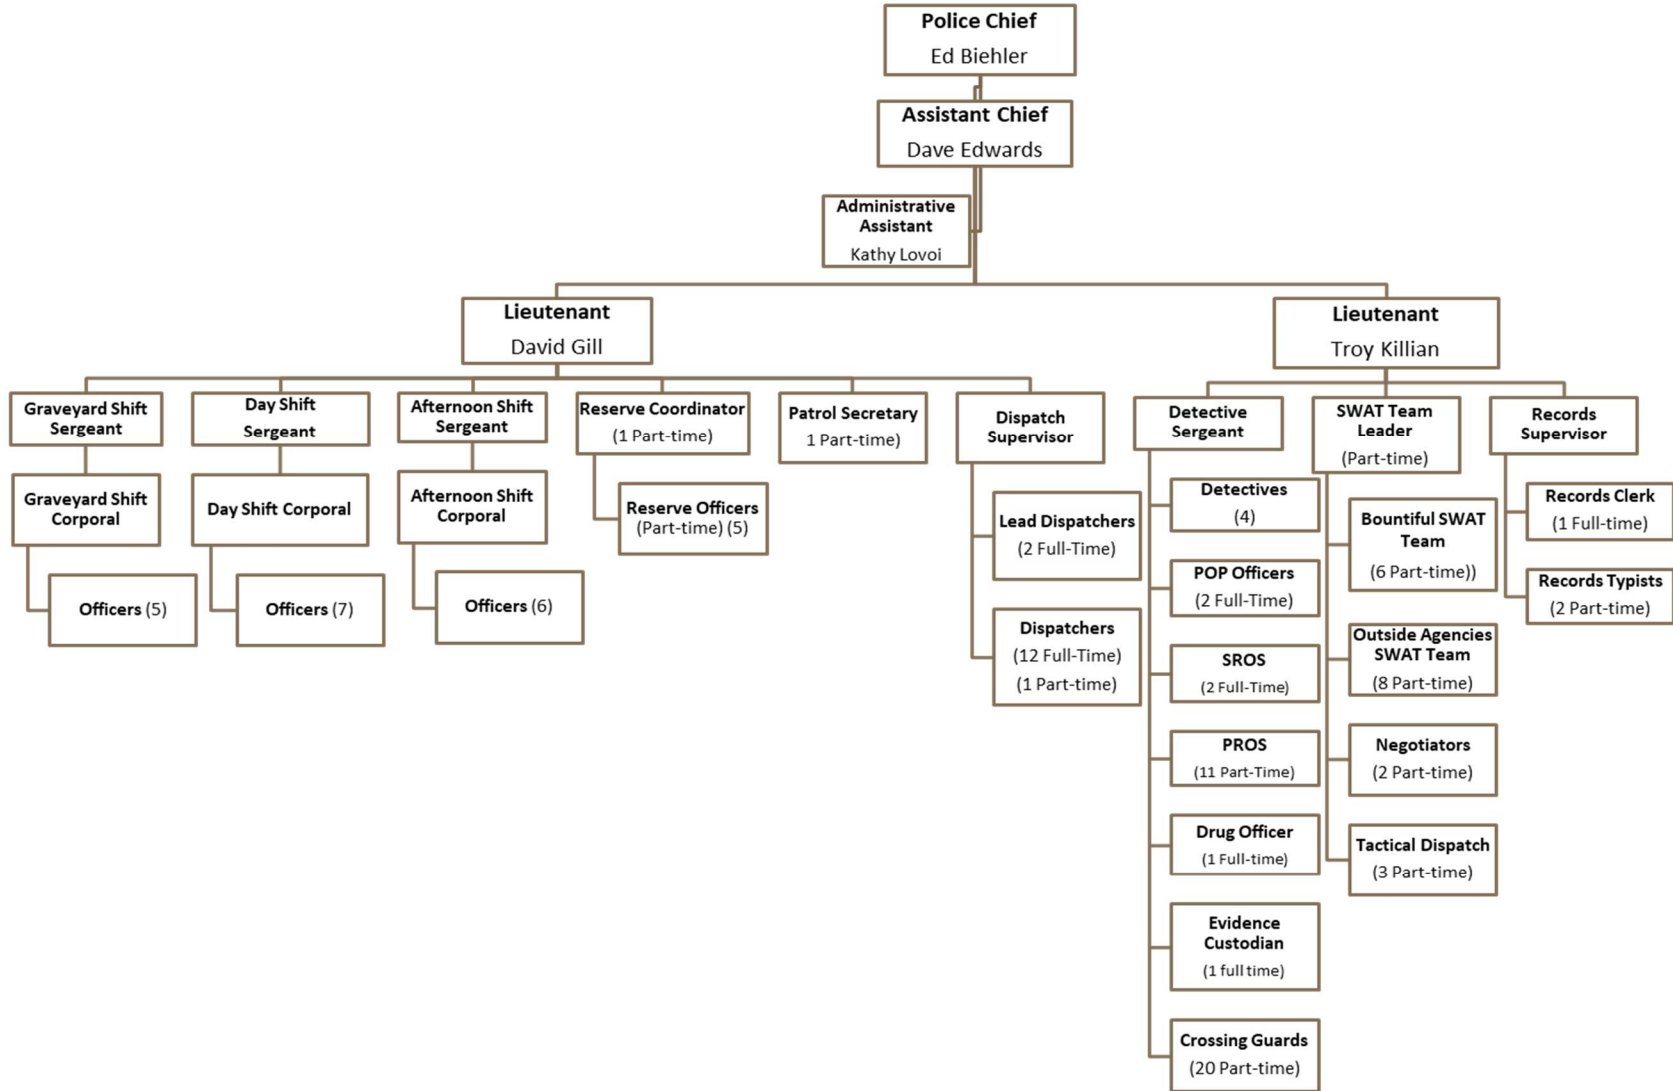 Police Chief
Ed Biehler
Assistant Chief
Dave Edwards
Administrative
Assistant
Kathy Lovoi
Lieutenant
David Gill
Lieutenant
Troy Killian
Graveyard Shift
Sergeant
Day Shift
Sergeant
Afternoon Shift
Sergeant
Reserve Coordinator
(1 Part-time)
Patrol Secretary
1 Part-time)
Dispatch
Supervisor
Detective
Sergeant
SWAT Team
Leader
(Part-time)
Records
Supervisor
Graveyard Shift
Corporal
Day Shift Corporal
Afternoon Shift
Corporal
Reserve Officers
(Part-time) (5)
Officers (5)
Officers (7)
Officers (6)
Lead Dispatchers
(2 Full-Time)
Dispatchers
(12 Full-Time)
(1 Part-time)
Detectives
(4)
POP Officers
(2 Full-Time)
SROS
(2 Full-Time)
PROS
(11 Part-Time)
Drug Officer
(1 Full-time)
Evidence
Custodian
(1 full time)
Crossing Guards
(20 Part-time)
Bountiful SWAT
Team
(6 Part-time))
Outside Agencies
SWAT Team
(8 Part-time)
Negotiators
(2 Part-time)
Tactical Dispatch
(3 Part-time)
Records Clerk
(1 Full-time)
Records Typists
(2 Part-time)